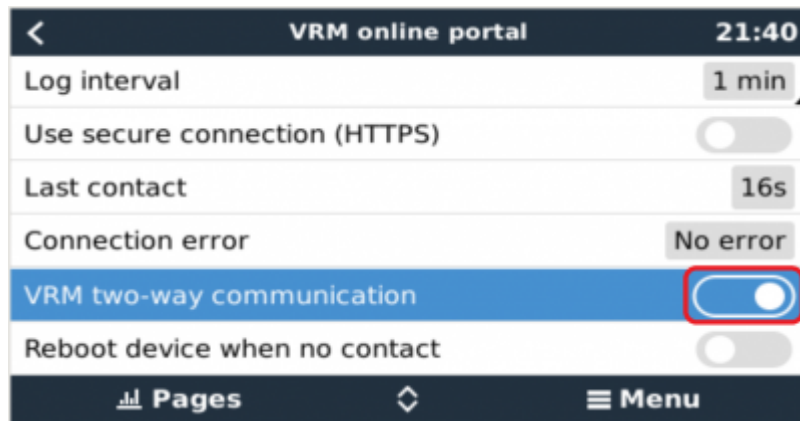 VRM online portal 21:40
Log interval 1 min
Use secure connection (HTTPS)
Last contact 16s
Connection error No error
VRM two-way communication
Reboot device when no contact
Pages Menu